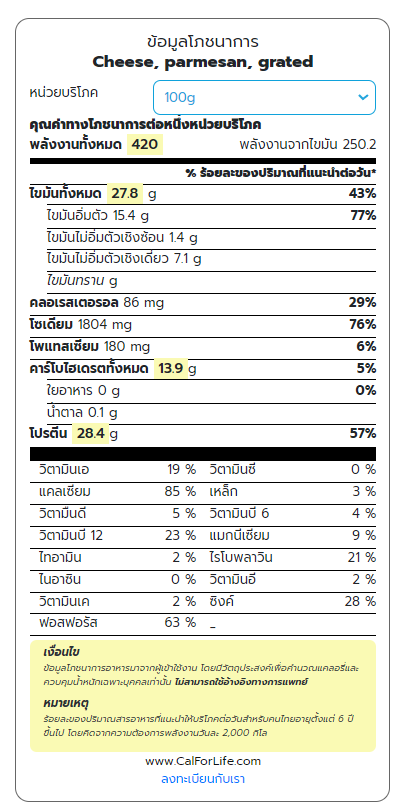 ข้อมูลโภชนาการ
Cheese, parmesan, grated
หน่วยบริโภค 100g
คุณค่าทางโภชนาการต่อหนึ่งหน่วยบริโภค
พลังงานทั้งหมด 420 พลังงานจากไขมัน 250.2
% ร้อยละของปริมาณที่แนะนำต่อวัน*
ไขมันทั้งหมด 27.8 g 43%
ไขมันอิ่มตัว 15.4 g 77%
ไขมันไม่อิ่มตัวเชิงซ้อน 1.4 g
ไขมันไม่อิ่มตัวเชิงเดี่ยว 7.1 g
ไขมันทราน g
คลอเรสเตอรอล 86 mg 29%
โซเดียม 1804 mg 76%
โพแทสเซียม 180 mg 6%
คาร์โบไฮเดรตทั้งหมด 13.9 g 5%
ใยอาหาร 0 g 0%
น้ำตาล 0.1 g
โปรตีน 28.4 g 57%
วิตามินเอ 19 % วิตามินซี 0 %
แคลเซียม 85 % เหล็ก 3 %
วิตามินดี 5 % วิตามินบี 6 4 %
วิตามินบี 12 23 % แมกนีเซียม 9 %
ไทอามิน 2 % ไรโบพลาวิน 21 %
ไนอาซิน 0 % วิตามินอี 2 %
วิตามินเค 2 % ซิงค์ 28 %
ฟอสฟอรัส 63 % _
เงื่อนไข
ข้อมูลโภชนาการอาหารมาจากผู้เข้าใช้งาน โดยมีวัตถุประสงค์เพื่อคำนวณแคลอรี่และ
ควบคุมน้ำหนักเฉพาะบุคคลเท่านั้น ไม่สามารถใช้อ้างอิงทางการแพทย์
หมายเหตุ
ร้อยละของปริมาณสารอาหารที่แนะนำให้บริโภคต่อวันสำหรับคนไทยอายุตั้งแต่ 6 ปี
ขึ้นไป โดยคิดจากความต้องการพลังงานวันละ 2,000 กิโล
www.CalForLife.com
ลงทะเบียนกับเรา